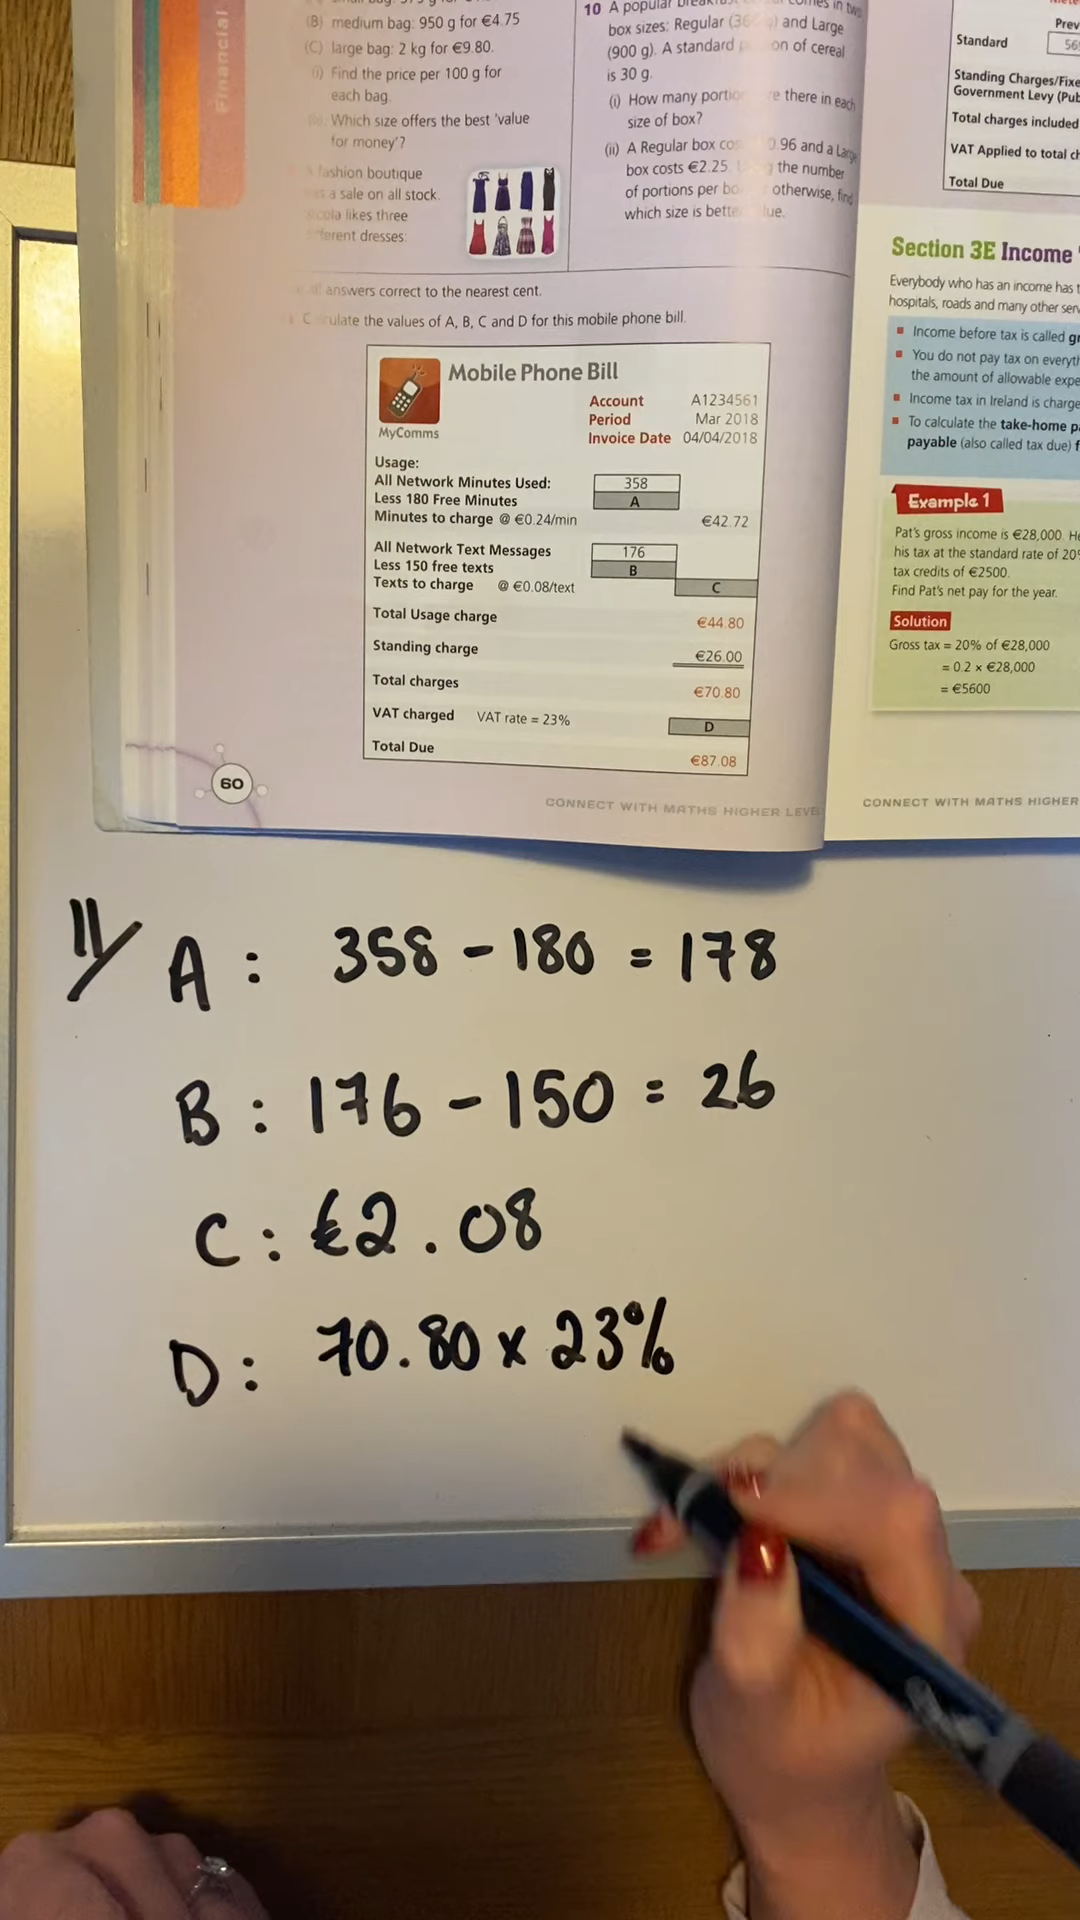 Financial
(B) medium bag: 950 g for €4.75
(C) large bag: 2 kg for €9.80.
(i) Find the price per 100 g for
each bag.
Which size offers the best 'value
for money'?
fashion boutique
a sale on all stock.
likes three
dresses.
10 A popular
box sizes: Regular and Large
(900 g). A standard of cereal
is 30 g.
(i) How many there in each
size of box?
(ii) A Regular box 0.96 and a Large
box costs €2.25. the number
of portions per otherwise, find
which size is
answers correct to the nearest cent.
the values of A, B, C and D for this mobile phone bill.
Mobile Phone Bill
MyComms
Account A1234561
Period Mar 2018
Invoice Date 04/04/2018
Usage:
All Network Minutes Used: 358
Less 180 Free Minutes A
Minutes to charge @ €0.24/min €42.72
All Network Text Messages 176
Less 150 free texts B
Texts to charge @ €0.08/text C
Total Usage charge €44.80
Standing charge €26.00
Total charges €70.80
VAT charged VAT rate = 23% D
Total Due €87.08
60
CONNECT WITH MATHS HIGHER LEVE
Prev
Standard 56
Standing Charges/Fixe
Government Levy (Pub
Total charges included
VAT Applied to total ch
Total Due
Section 3E Income
Everybody who has an income has t
hospitals, roads and many other serv
Income before tax is called gr
You do not pay tax on everyth
the amount of allowable expe
Income tax in Ireland is charge
To calculate the take-home pa
payable (also called tax due) f
Example 1
Pat's gross income is €28,000. He
his tax at the standard rate of 20%
tax credits of €2500.
Find Pat's net pay for the year.
Solution
Gross tax = 20% of €28,000
= 0.2 × €28,000
= €5600
CONNECT WITH MATHS HIGHER
11/ A: 358 - 180 = 178
B: 176 - 150 = 26
C: €2.08
D: 70.80 x 23%